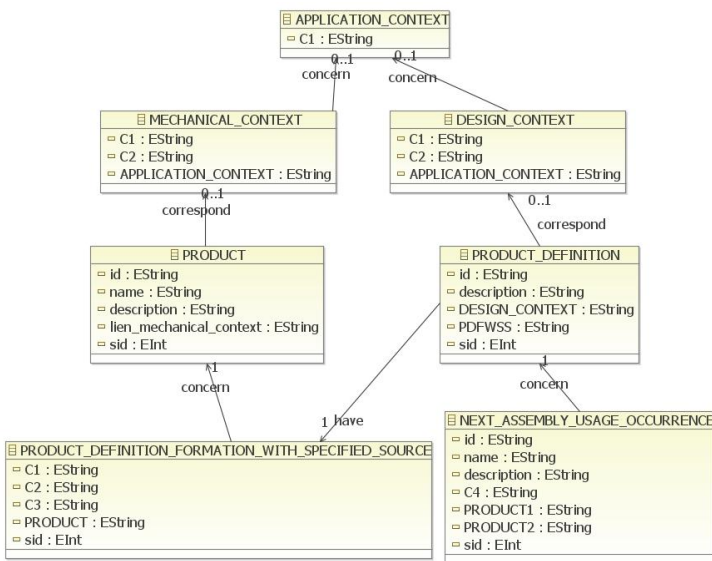 APPLICATION_CONTEXT
C1 : EString
0..1
0..1
concern
concern
MECHANICAL_CONTEXT
C1 : EString
C2 : EString
APPLICATION_CONTEXT : EString
DESIGN_CONTEXT
C1 : EString
C2 : EString
APPLICATION_CONTEXT : EString
0..1
correspond
0..1
correspond
PRODUCT
id : EString
name : EString
description : EString
lien_mechanical_context : EString
sid : EInt
PRODUCT_DEFINITION
id : EString
description : EString
DESIGN_CONTEXT : EString
PDFWSS : EString
sid : EInt
1
concern
1
concern
1 have
PRODUCT_DEFINITION_FORMATION_WITH_SPECIFIED_SOURCE
C1 : EString
C2 : EString
C3 : EString
PRODUCT : EString
sid : EInt
NEXT_ASSEMBLY_USAGE_OCCURRENCE
id : EString
name : EString
description : EString
C4 : EString
PRODUCT1 : EString
PRODUCT2 : EString
sid : EInt